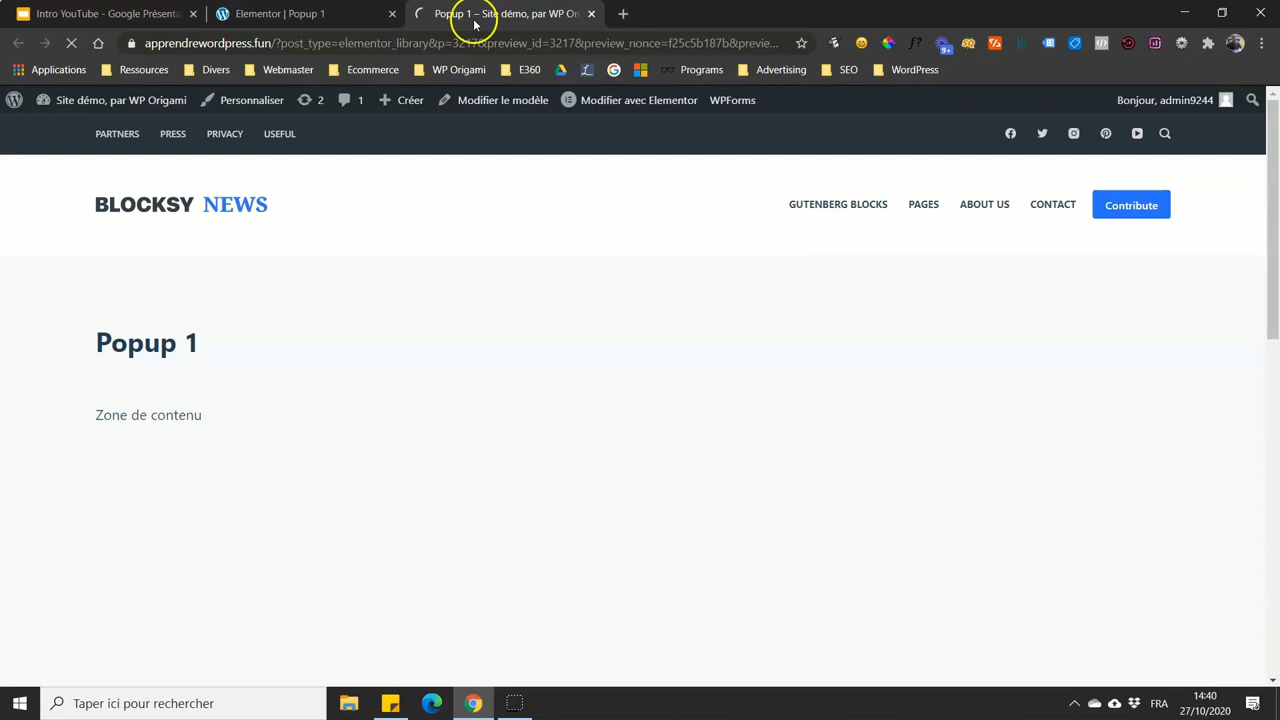 Intro YouTube - Google Présenta
Elementor | Popup 1
Popup 1 – Site démo, par WP Ori
apprendrewordpress.fun/?post_type=elementor_library&p=3217&preview_id=3217&preview_nonce=f25c5b187b&previe...
9+
Applications
Ressources
Divers
Webmaster
Ecommerce
WP Origami
E360
Programs
Advertising
SEO
WordPress
Site démo, par WP Origami
Personnaliser
2
1
Créer
Modifier le modèle
Modifier avec Elementor
WPForms
Bonjour, admin9244
PARTNERS
PRESS
PRIVACY
USEFUL
BLOCKSY NEWS
GUTENBERG BLOCKS
PAGES
ABOUT US
CONTACT
Contribute
Popup 1
Zone de contenu
Taper ici pour rechercher
FRA
14:40
27/10/2020